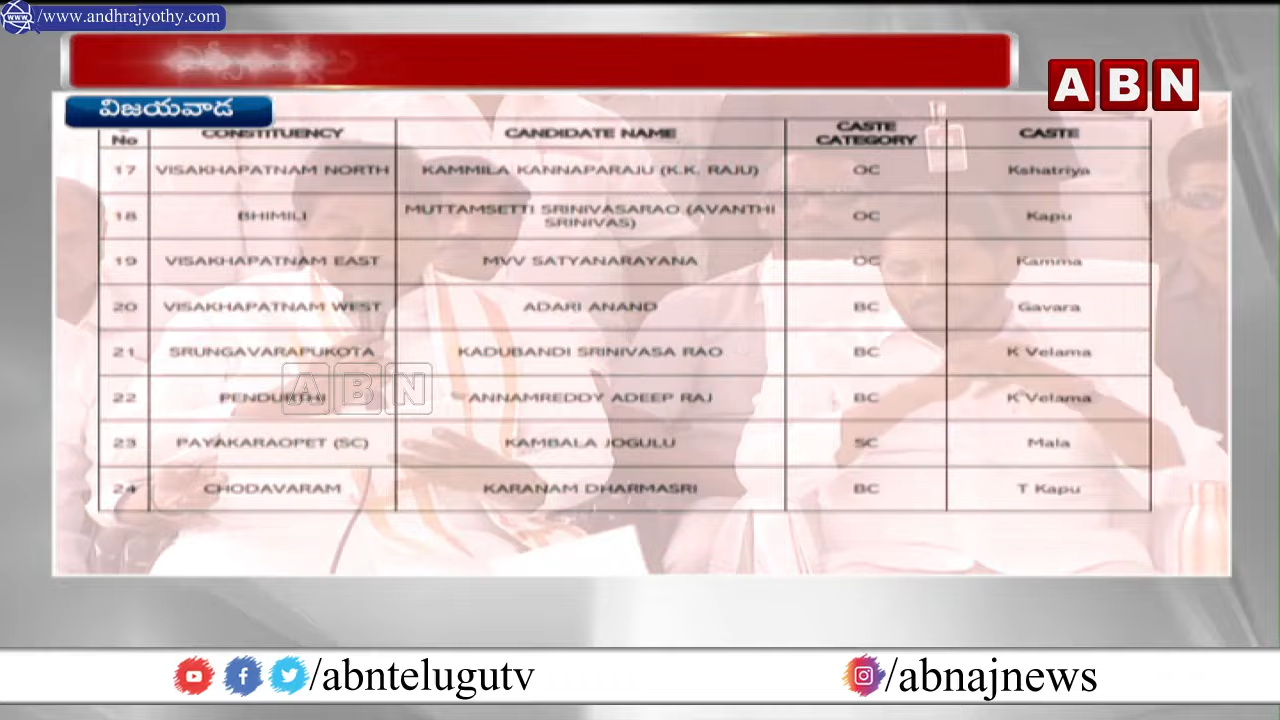 /www.andhrajyothy.com
ABN
విజయవాడ
No CONSTITUENCY CANDIDATE NAME CASTE CATEGORY CASTE
17 VISAKHAPATNAM NORTH KAMMILA KANNAPARAJU (K.K. RAJU) OC Kshatriya
18 BHIMILI MUTTAMSETTI SRINIVASARAO (AVANTHI SRINIVAS) OC Kapu
19 VISAKHAPATNAM EAST MVV SATYANARAYANA OC Kamma
20 VISAKHAPATNAM WEST ADARI ANAND BC Gavara
21 SRUNGAVARAPUKOTA KADUBANDI SRINIVASA RAO BC K Velama
22 PENDURTHI ANNAMREDDY ADEEP RAJ BC K Velama
23 PAYAKARAOPET (SC) KAMBALA JOGULU SC Mala
24 CHODAVARAM KARANAM DHARMASRI BC T Kapu
ABN
/abntelugutv
/abnajnews